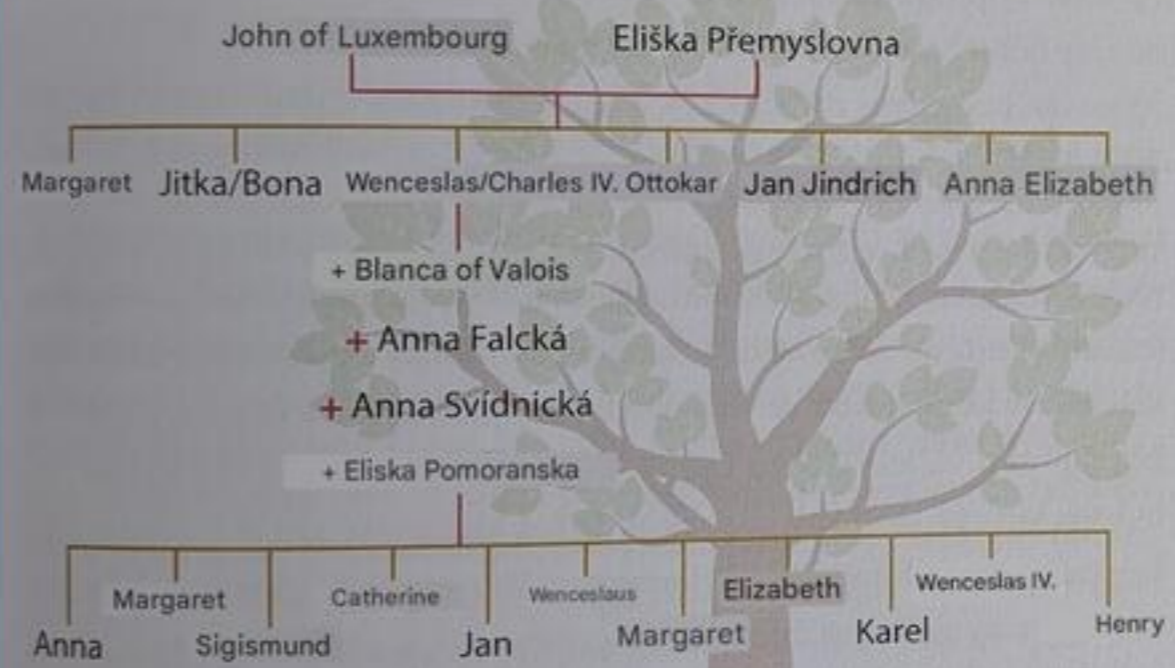 John of Luxembourg Eliška Přemyslovna
Margaret Jitka/Bona Wenceslas/Charles IV. Ottokar Jan Jindrich Anna Elizabeth
+ Blanca of Valois
+ Anna Falcká
+ Anna Svídnická
+ Eliska Pomoranska
Margaret Catherine Wenceslaus Elizabeth Wenceslas IV.
Anna Sigismund Jan Margaret Karel Henry